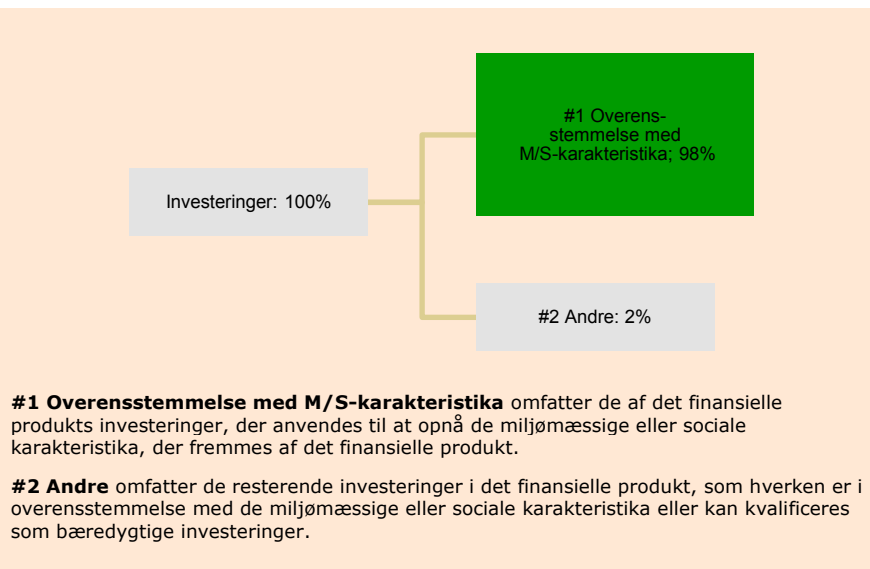 #1 Overens-
stemmelse med
M/S-karakteristika; 98%
Investeringer: 100%
#2 Andre: 2%
#1 Overensstemmelse med M/S-karakteristika omfatter de af det finansielle
produkts investeringer, der anvendes til at opnå de miljømæssige eller sociale
karakteristika, der fremmes af det finansielle produkt.
#2 Andre omfatter de resterende investeringer i det finansielle produkt, som hverken er i
overensstemmelse med de miljømæssige eller sociale karakteristika eller kan kvalificeres
som bæredygtige investeringer.